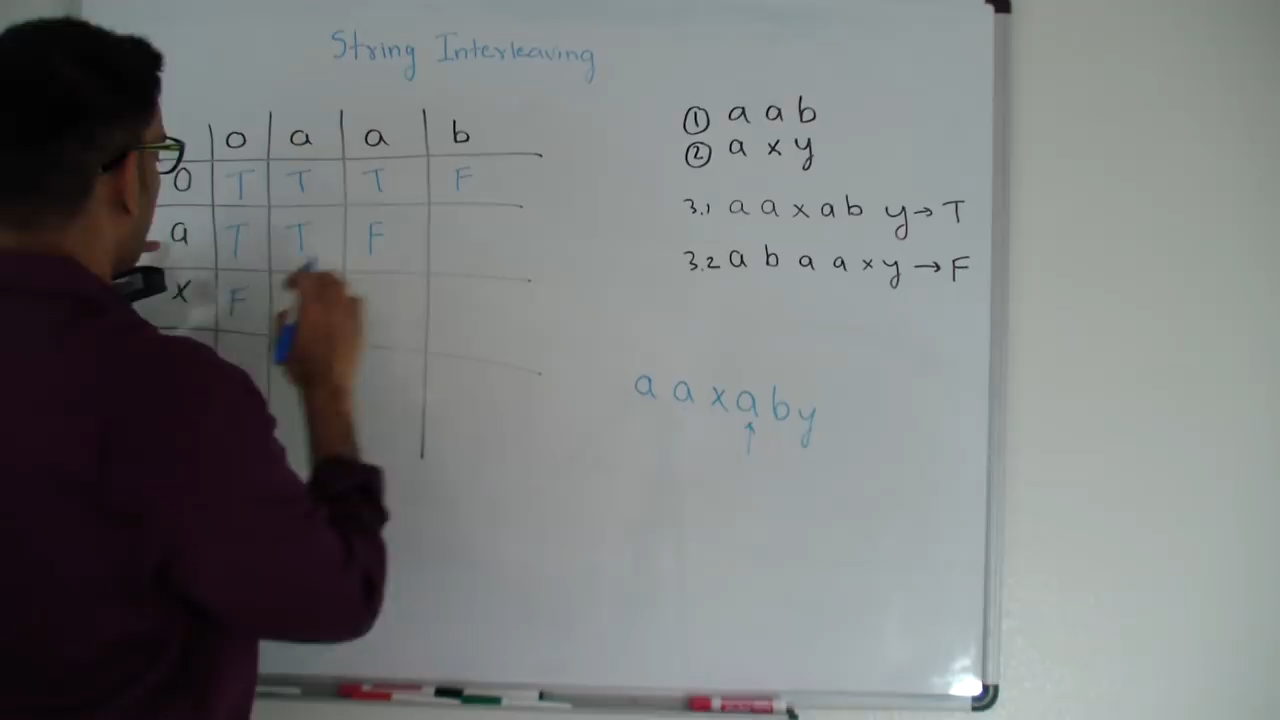 String Interleaving
0 a a b
0 T T T F
a T T F
x F
① a a b
② a x y
3.1 a a x a b y → T
3.2 a b a a x y → F
a a x a b y
↑